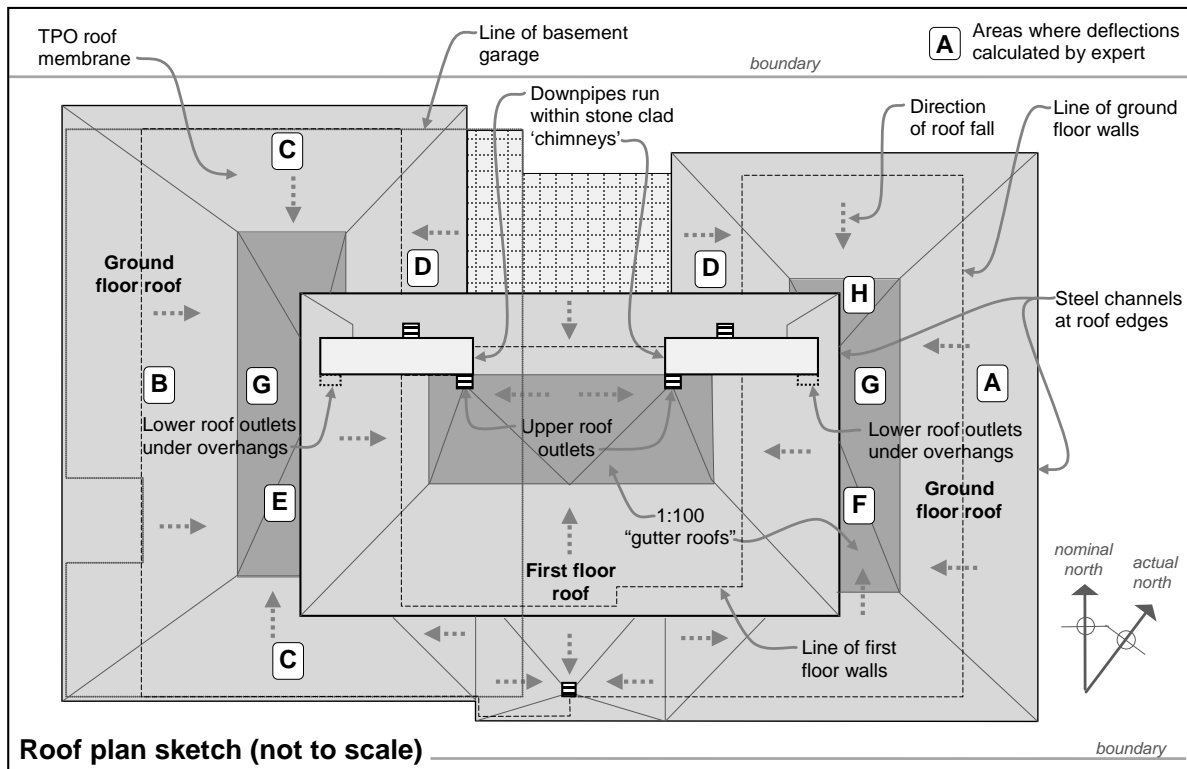 TPO roof
membrane
Line of basement
garage
A
Areas where deflections
calculated by expert
boundary
Downpipes run
within stone clad
‘chimneys’
Direction
of roof fall
Line of ground
floor walls
C
Ground
floor roof
D
D
H
Steel channels
at roof edges
B
G
G
A
Lower roof outlets
under overhangs
Upper roof
outlets
Lower roof outlets
under overhangs
E
F
Ground
floor roof
1:100
“gutter roofs”
First floor
roof
nominal
north
actual
north
C
Line of first
floor walls
Roof plan sketch (not to scale)
boundary